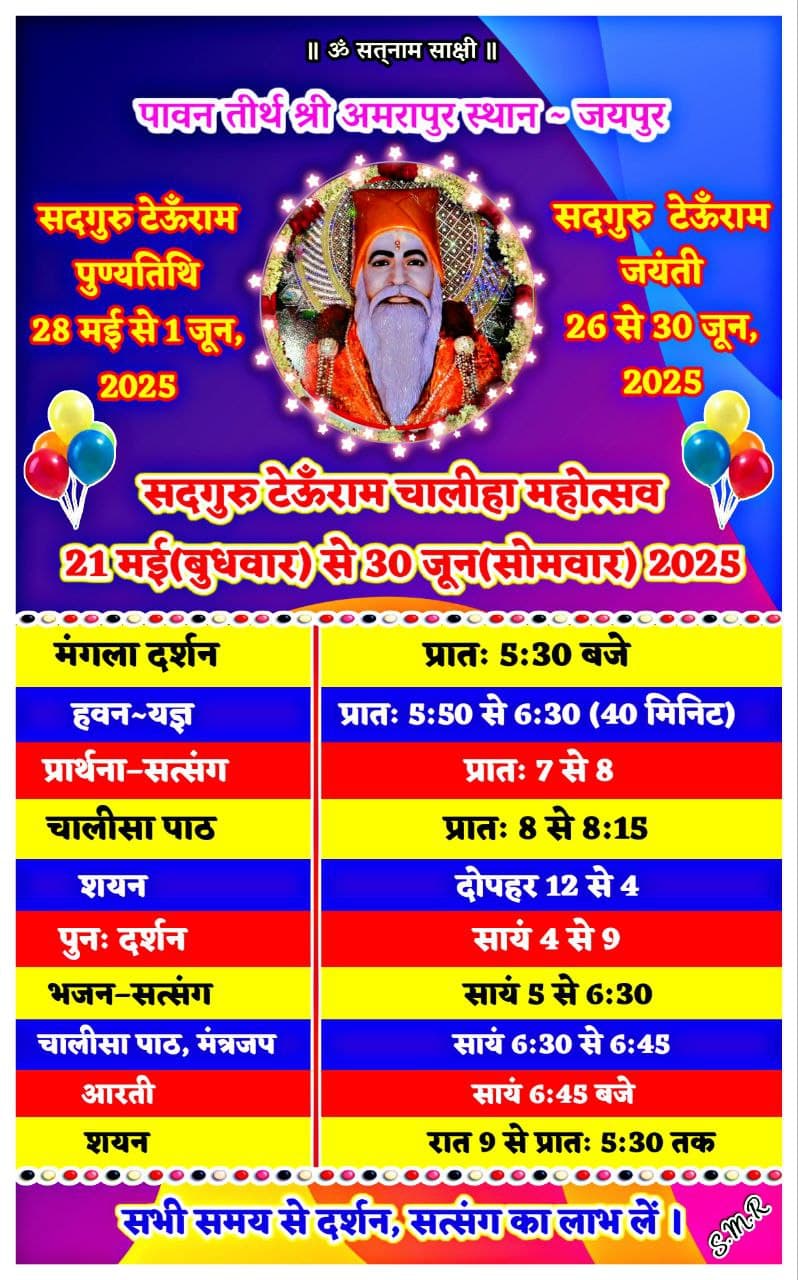 ॥ ॐ सत्‌नाम साक्षी ॥
पावन तीर्थ श्री अमरापुर स्थान ~ जयपुर
सदगुरु टेऊँराम
पुण्यतिथि
28 मई से 1 जून,
2025
सदगुरु टेऊँराम
जयंती
26 से 30 जून,
2025
सदगुरु टेऊँराम चालीहा महोत्सव
21 मई(बुधवार) से 30 जून(सोमवार) 2025
मंगला दर्शन प्रातः 5:30 बजे
हवन~यज्ञ प्रातः 5:50 से 6:30 (40 मिनिट)
प्रार्थना-सत्संग प्रातः 7 से 8
चालीसा पाठ प्रातः 8 से 8:15
शयन दोपहर 12 से 4
पुनः दर्शन सायं 4 से 9
भजन-सत्संग सायं 5 से 6:30
चालीसा पाठ, मंत्रजप सायं 6:30 से 6:45
आरती सायं 6:45 बजे
शयन रात 9 से प्रातः 5:30 तक
सभी समय से दर्शन, सत्संग का लाभ लें ।
S.M.R